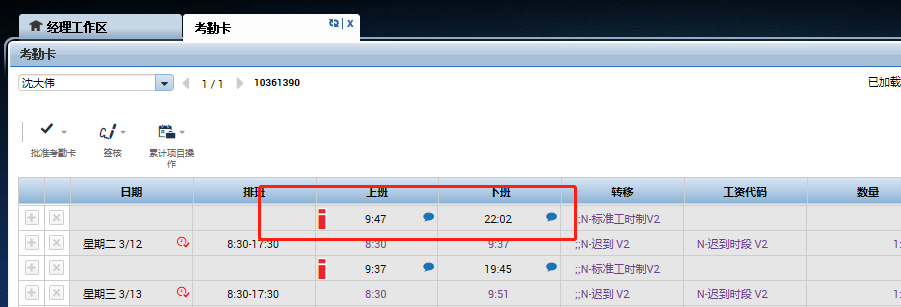 经理工作区
考勤卡
x
考勤卡
沈大伟
1 / 1
10361390
已加载
批准考勤卡
签核
累计项目操作
日期 排班 上班 下班 转移 工资代码 数量
9:47 22:02 ;;N-标准工时制V2
星期二 3/12 8:30-17:30 8:30 9:37 ;;N-迟到 V2 N-迟到时段 V2 1:
9:37 19:45 ;;N-标准工时制V2
星期三 3/13 8:30-17:30 8:30 9:51 ;;N-迟到 V2 N-迟到时段 V2 1: